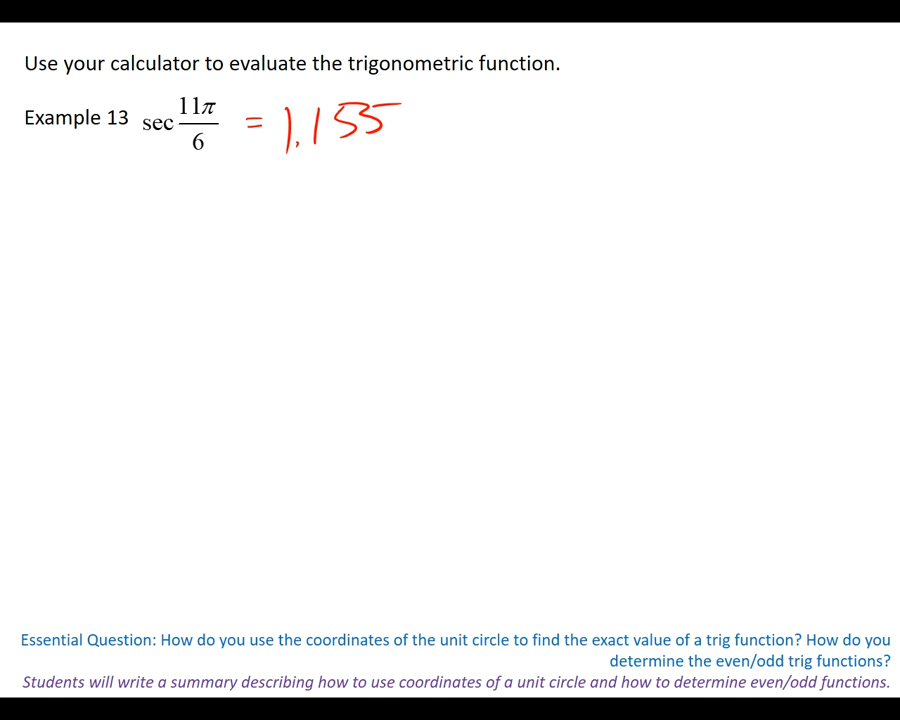 Use your calculator to evaluate the trigonometric function.
Example 13 sec 11π/6 = 1.155
Essential Question: How do you use the coordinates of the unit circle to find the exact value of a trig function? How do you
determine the even/odd trig functions?
Students will write a summary describing how to use coordinates of a unit circle and how to determine even/odd functions.